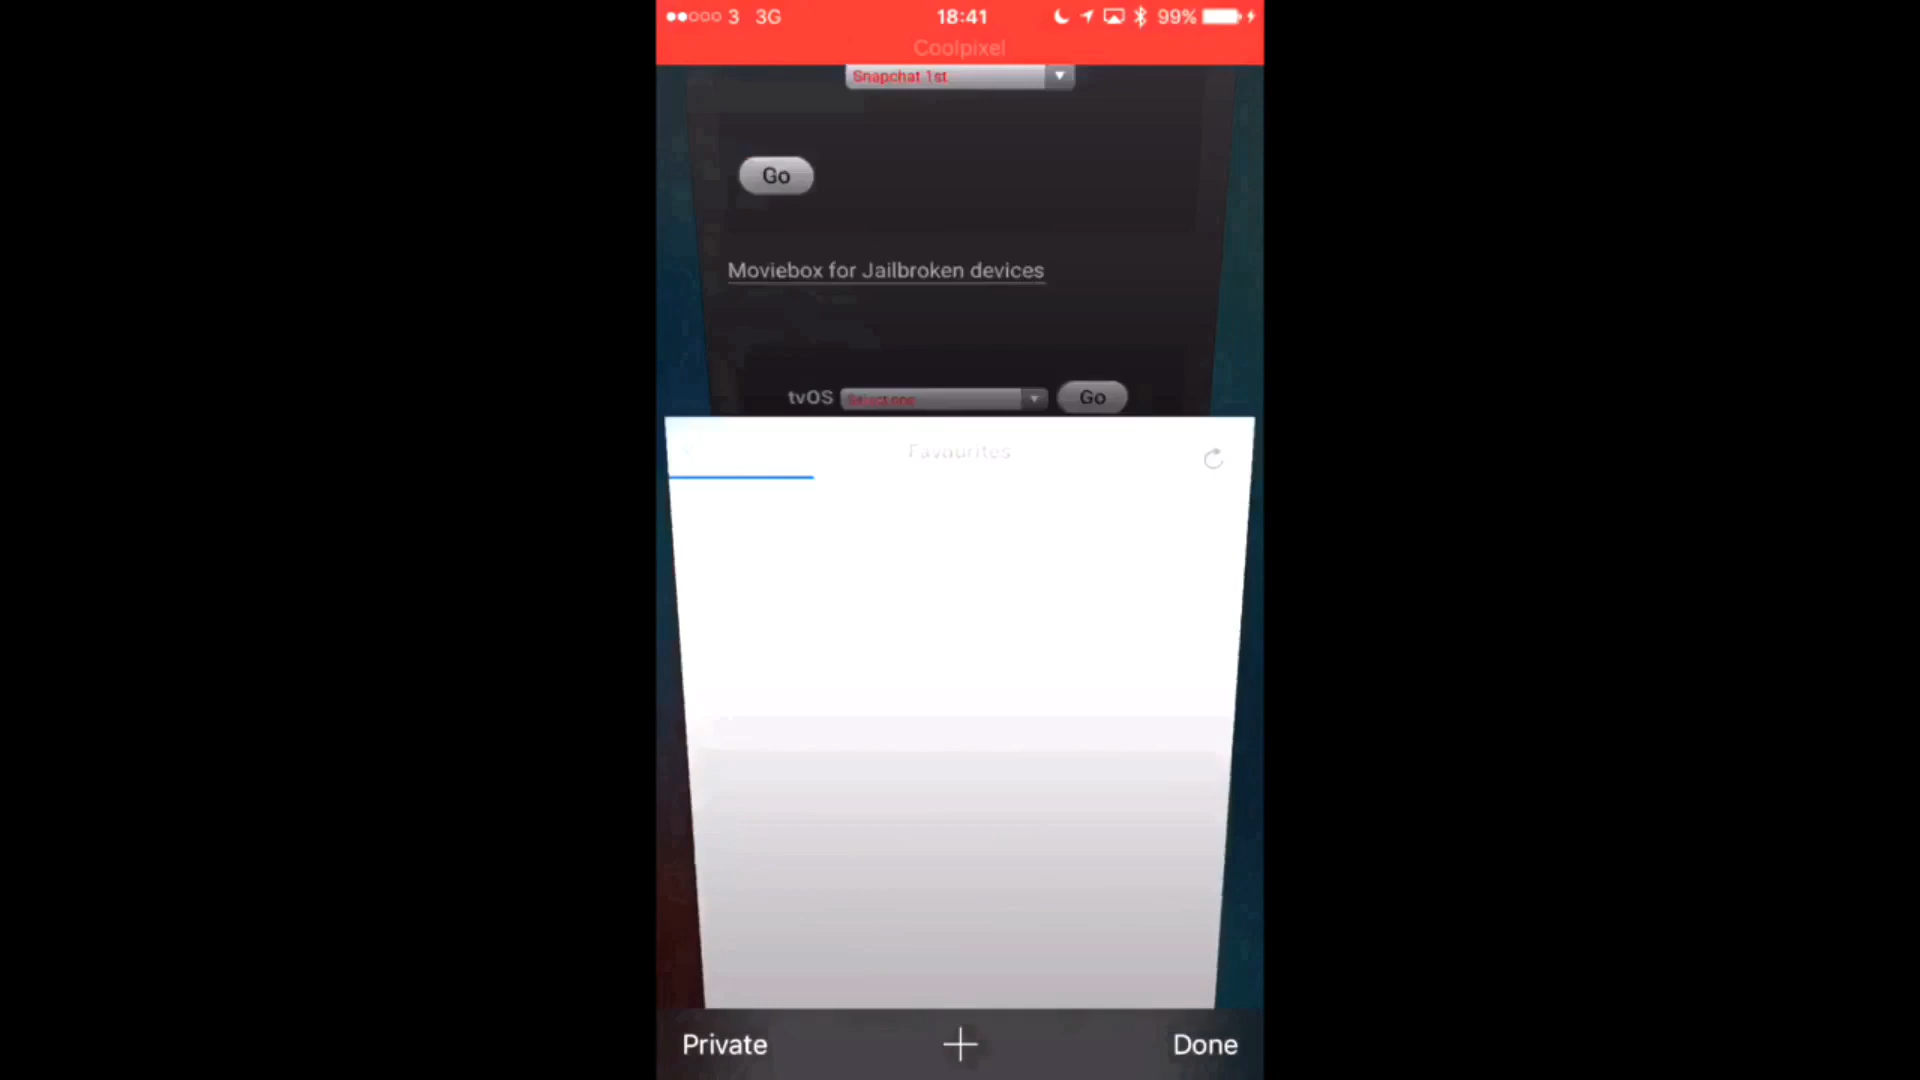 3 3G 18:41 99%
Coolpixel
Snapchat 1st
Go
Moviebox for Jailbroken devices
tvOS Select one Go
Favourites
Private + Done